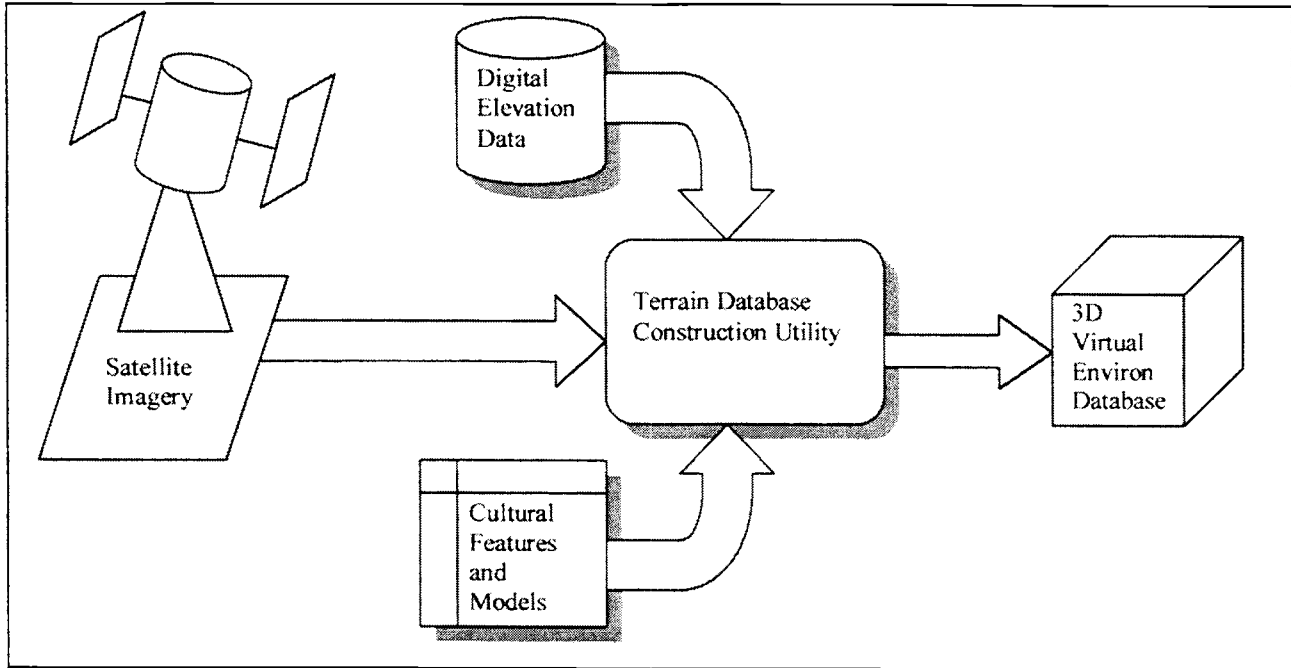 Digital
Elevation
Data
Satellite
Imagery
Terrain Database
Construction Utility
3D
Virtual
Environ
Database
Cultural
Features
and
Models